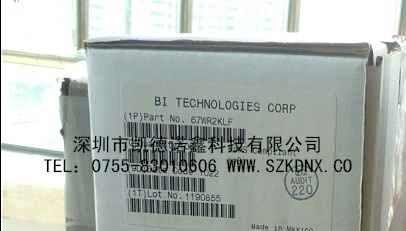 BI TECHNOLOGIES CORP
(1P)Part No. 67WR2KLF
深圳市凯德诺鑫科技有限公司
TEL: 0755-83010606 WWW.SZKDNX.CO
(1T)Lot No. 1190855
AUDIT
220
Made in Mexico